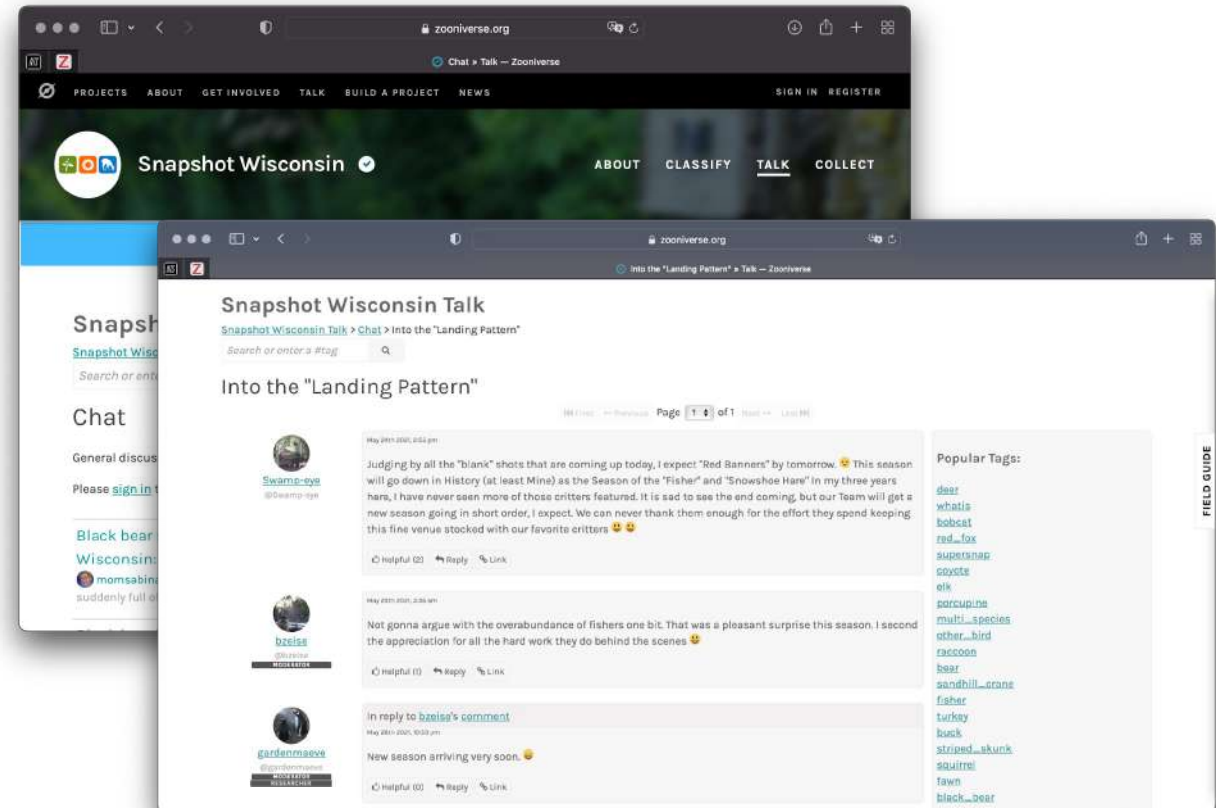 zooniverse.org
Chat » Talk — Zooniverse
PROJECTS ABOUT GET INVOLVED TALK BUILD A PROJECT NEWS
SIGN IN REGISTER
Snapshot Wisconsin
ABOUT CLASSIFY TALK COLLECT
Snapsh
Snapshot Wisc
Search or ente
Chat
General discus
Please sign in t
Black bear
Wisconsin:
momsabina
suddenly full o
zooniverse.org
Into the "Landing Pattern" » Talk — Zooniverse
Snapshot Wisconsin Talk
Snapshot Wisconsin Talk > Chat > Into the "Landing Pattern"
Search or enter a #tag
Into the "Landing Pattern"
First Previous Page 1 of 1 Next Last
Swamp-eye
@Swamp-eye
Judging by all the "blank" shots that are coming up today, I expect "Red Banners" by tomorrow. 😉 This season
will go down in History (at least Mine) as the Season of the "Fisher" and "Snowshoe Hare" In my three years
here, I have never seen more of those critters featured. It is sad to see the end coming, but our Team will get a
new season going in short order, I expect. We can never thank them enough for the effort they spend keeping
this fine venue stocked with our favorite critters 😃 😃
Helpful (2) Reply Link
bzeise
@bzeise
MODERATOR
Not gonna argue with the overabundance of fishers one bit. That was a pleasant surprise this season. I second
the appreciation for all the hard work they do behind the scenes 😃
Helpful (1) Reply Link
gardenmaeve
@gardenmaeve
MODERATOR
RESEARCHER
In reply to bzeise's comment
New season arriving very soon. 😄
Helpful (0) Reply Link
Popular Tags:
deer
whatis
bobcat
red_fox
supersnap
coyote
elk
porcupine
multi_species
other_bird
raccoon
bear
sandhill_crane
fisher
turkey
buck
striped_skunk
squirrel
fawn
black_bear
FIELD GUIDE